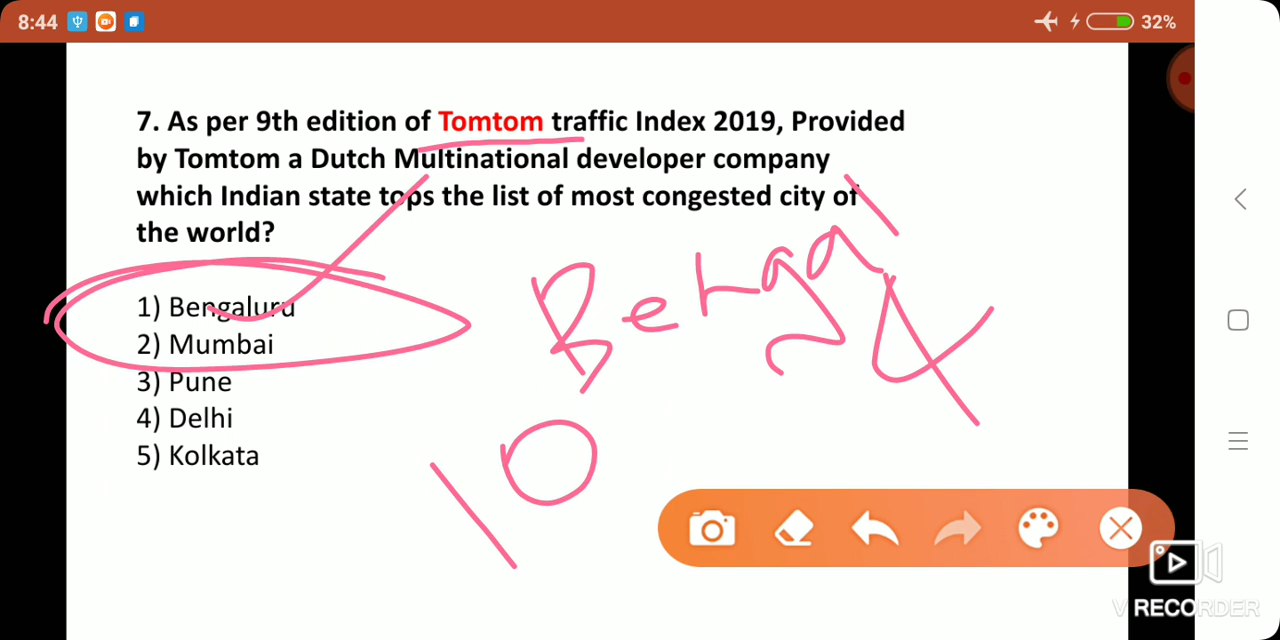 8:44
32%
7. As per 9th edition of Tomtom traffic Index 2019, Provided
by Tomtom a Dutch Multinational developer company
which Indian state tops the list of most congested city of
the world?
1) Bengaluru
2) Mumbai
3) Pune
4) Delhi
5) Kolkata
10
V RECORDER